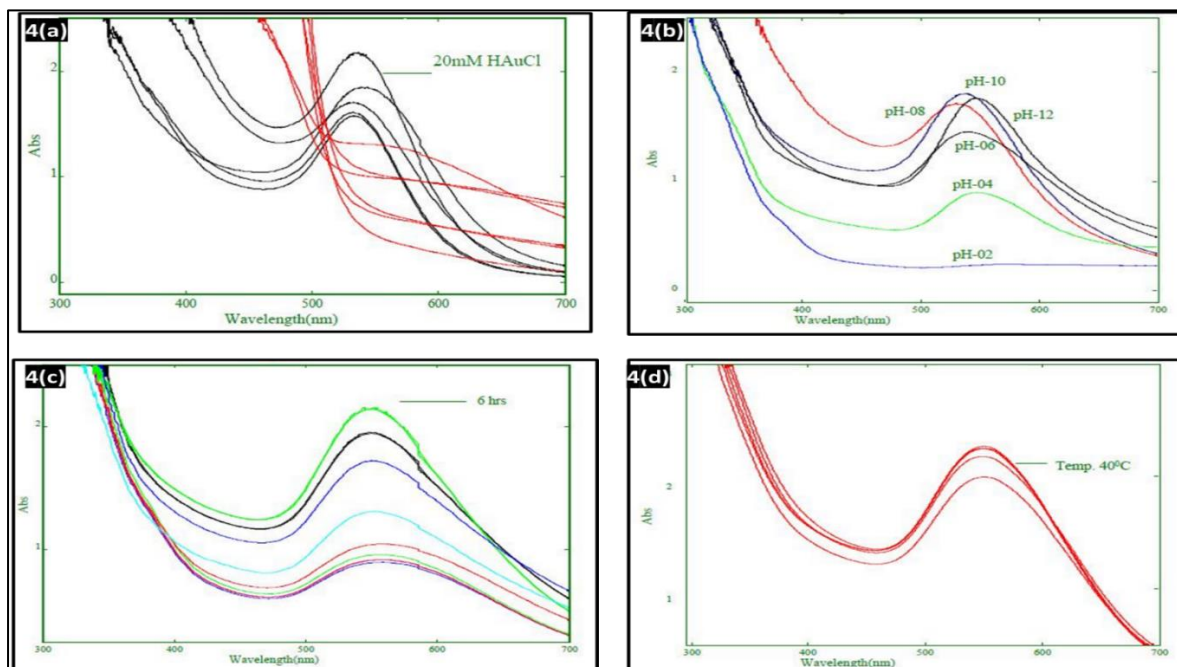 4(a)
20mM HAuCl
2
Abs
1
0
300
400
500
600
700
Wavelength(nm)
4(b)
pH-10
2
pH-08
pH-12
Abs
pH-06
1
pH-04
pH-02
0
300
400
500
600
700
Wavelength(nm)
4(c)
6 hrs
2
Abs
1
300
400
500
600
700
Wavelength(nm)
4(d)
Temp. 40⁰C
2
Abs
1
300
400
500
600
700
Wavelength(nm)